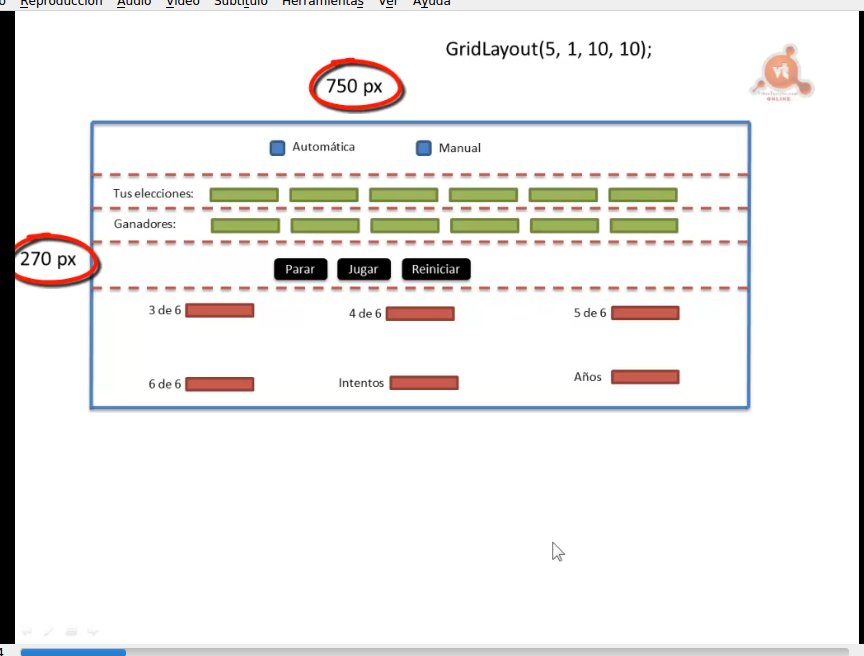 Reproducción Audio Video Subtítulo Herramientas Ver Ayuda
GridLayout(5, 1, 10, 10);
750 px
vt
ONLINE
Automática Manual
Tus elecciones:
Ganadores:
270 px
Parar Jugar Reiniciar
3 de 6 4 de 6 5 de 6
6 de 6 Intentos Años
4